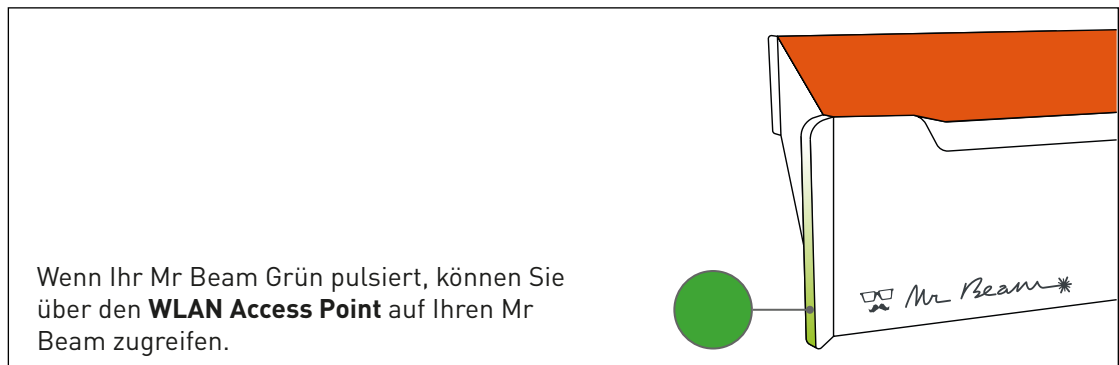 Wenn Ihr Mr Beam Grün pulsiert, können Sie
über den WLAN Access Point auf Ihren Mr
Beam zugreifen.
Mr Beam